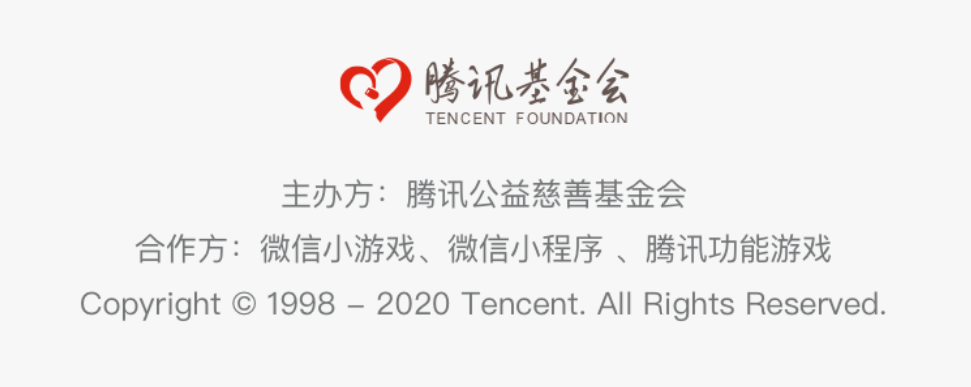 腾讯基金会
TENCENT FOUNDATION
主办方：腾讯公益慈善基金会
合作方：微信小游戏、微信小程序 、腾讯功能游戏
Copyright © 1998 – 2020 Tencent. All Rights Reserved.